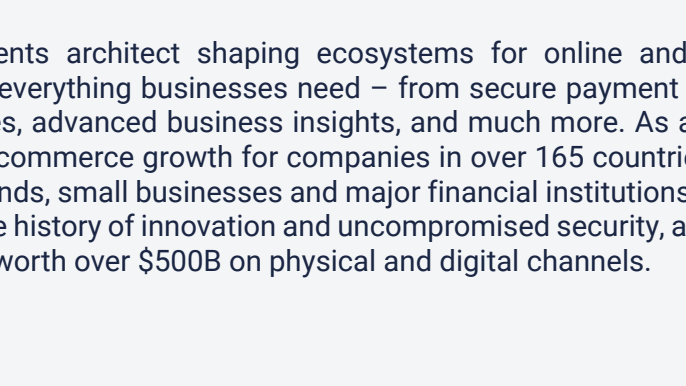 ents architect shaping ecosystems for online and
everything businesses need – from secure payment
es, advanced business insights, and much more. As a
commerce growth for companies in over 165 countri
nds, small businesses and major financial institutions
e history of innovation and uncompromised security, a
worth over $500B on physical and digital channels.